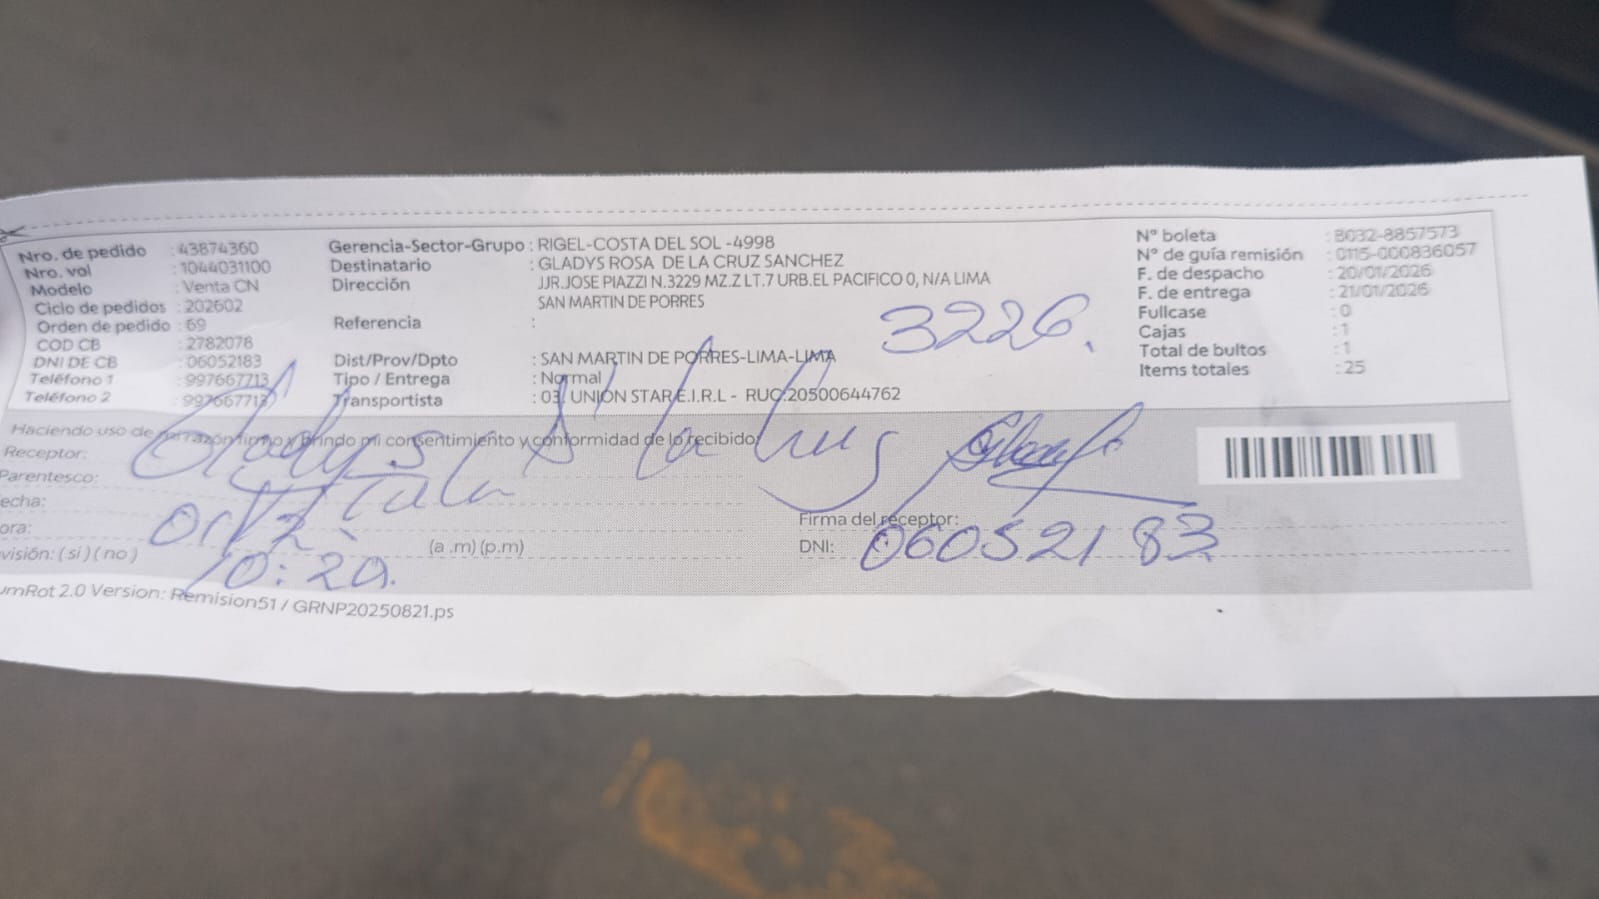 Nro. de pedido : 43874360
Nro. vol : 1044031100
Modelo : Venta CN
Ciclo de pedidos : 202602
Orden de pedido : 69
COD CB : 2782078
DNI DE CB : 06052183
Teléfono 1 : 997667713
Teléfono 2 : 997667713
Gerencia-Sector-Grupo : RIGEL-COSTA DEL SOL -4998
Destinatario : GLADYS ROSA DE LA CRUZ SANCHEZ
Dirección : JJR.JOSE PIAZZI N.3229 MZ.Z LT.7 URB.EL PACIFICO 0, N/A LIMA
SAN MARTIN DE PORRES
Referencia :
3226.
Dist/Prov/Dpto : SAN MARTIN DE PORRES-LIMA-LIMA
Tipo / Entrega : Normal
Transportista : 03 UNION STAR E.I.R.L - RUC:20500644762
N° boleta : B032-8857573
N° de guía remisión : 0115-000836057
F. de despacho : 20/01/2026
F. de entrega : 21/01/2026
Fullcase : 0
Cajas : 1
Total de bultos : 1
Items totales : 25
Haciendo uso de mi razón firmo y brindo mi consentimiento y conformidad de lo recibido:
Receptor: Gladys
la Cruz
Parentesco:
echa:
ora: 10:20.
(a .m) (p.m)
visión: ( si ) ( no )
Firma del receptor:
DNI: 06052183
umRot 2.0 Version: Remision51 / GRNP20250821.ps